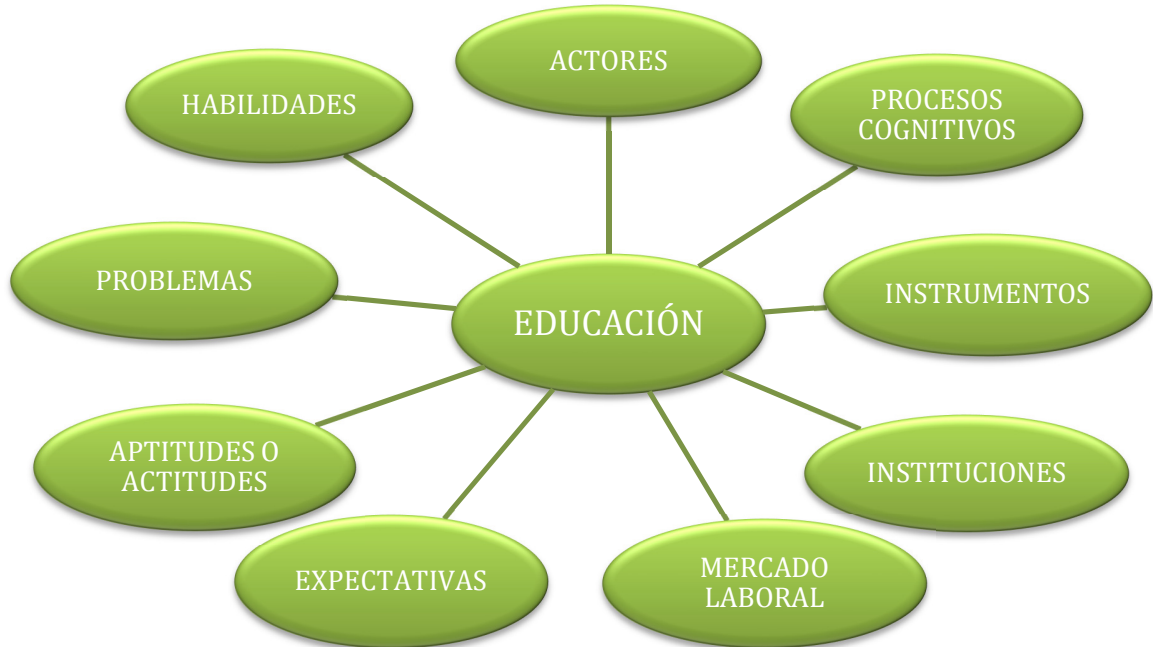 ACTORES
HABILIDADES
PROCESOS
COGNITIVOS
PROBLEMAS
INSTRUMENTOS
EDUCACIÓN
APTITUDES O
ACTITUDES
INSTITUCIONES
EXPECTATIVAS
MERCADO
LABORAL